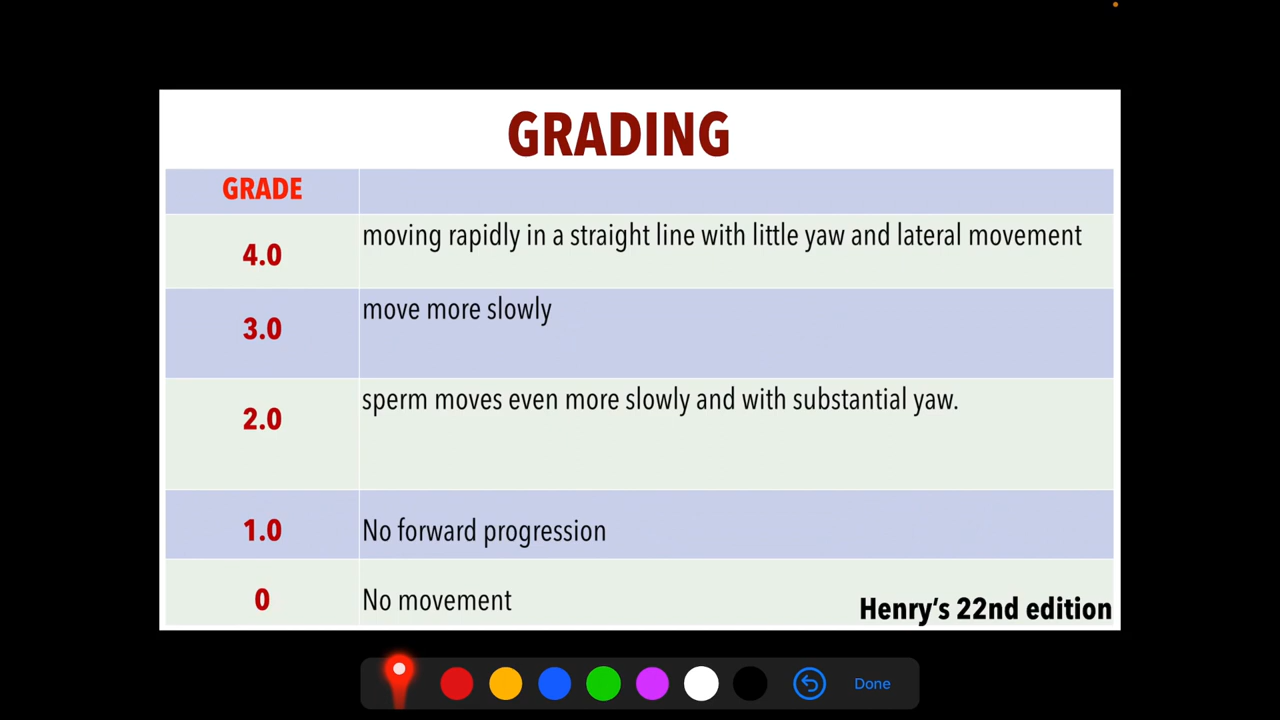 GRADING
GRADE
4.0
moving rapidly in a straight line with little yaw and lateral movement
3.0
move more slowly
2.0
sperm moves even more slowly and with substantial yaw.
1.0
No forward progression
0
No movement
Henry’s 22nd edition
Done